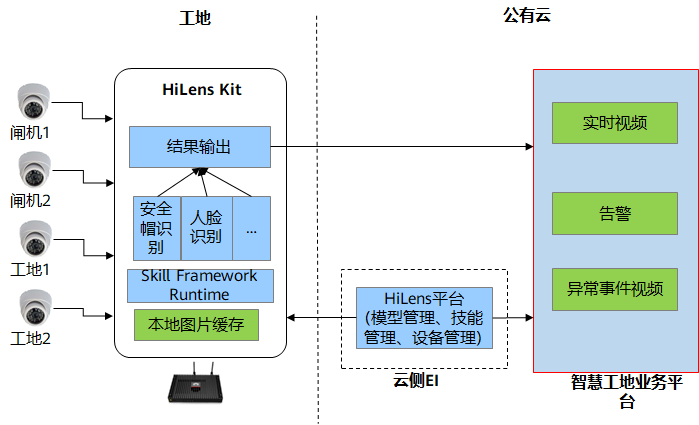 工地
公有云
HiLens Kit
闸机1
闸机2
工地1
工地2
结果输出
安全
帽识
别
人脸
识别
...
Skill Framework
Runtime
本地图片缓存
HiLens平台
(模型管理、技能
管理、设备管理)
云侧EI
实时视频
告警
异常事件视频
智慧工地业务平
台